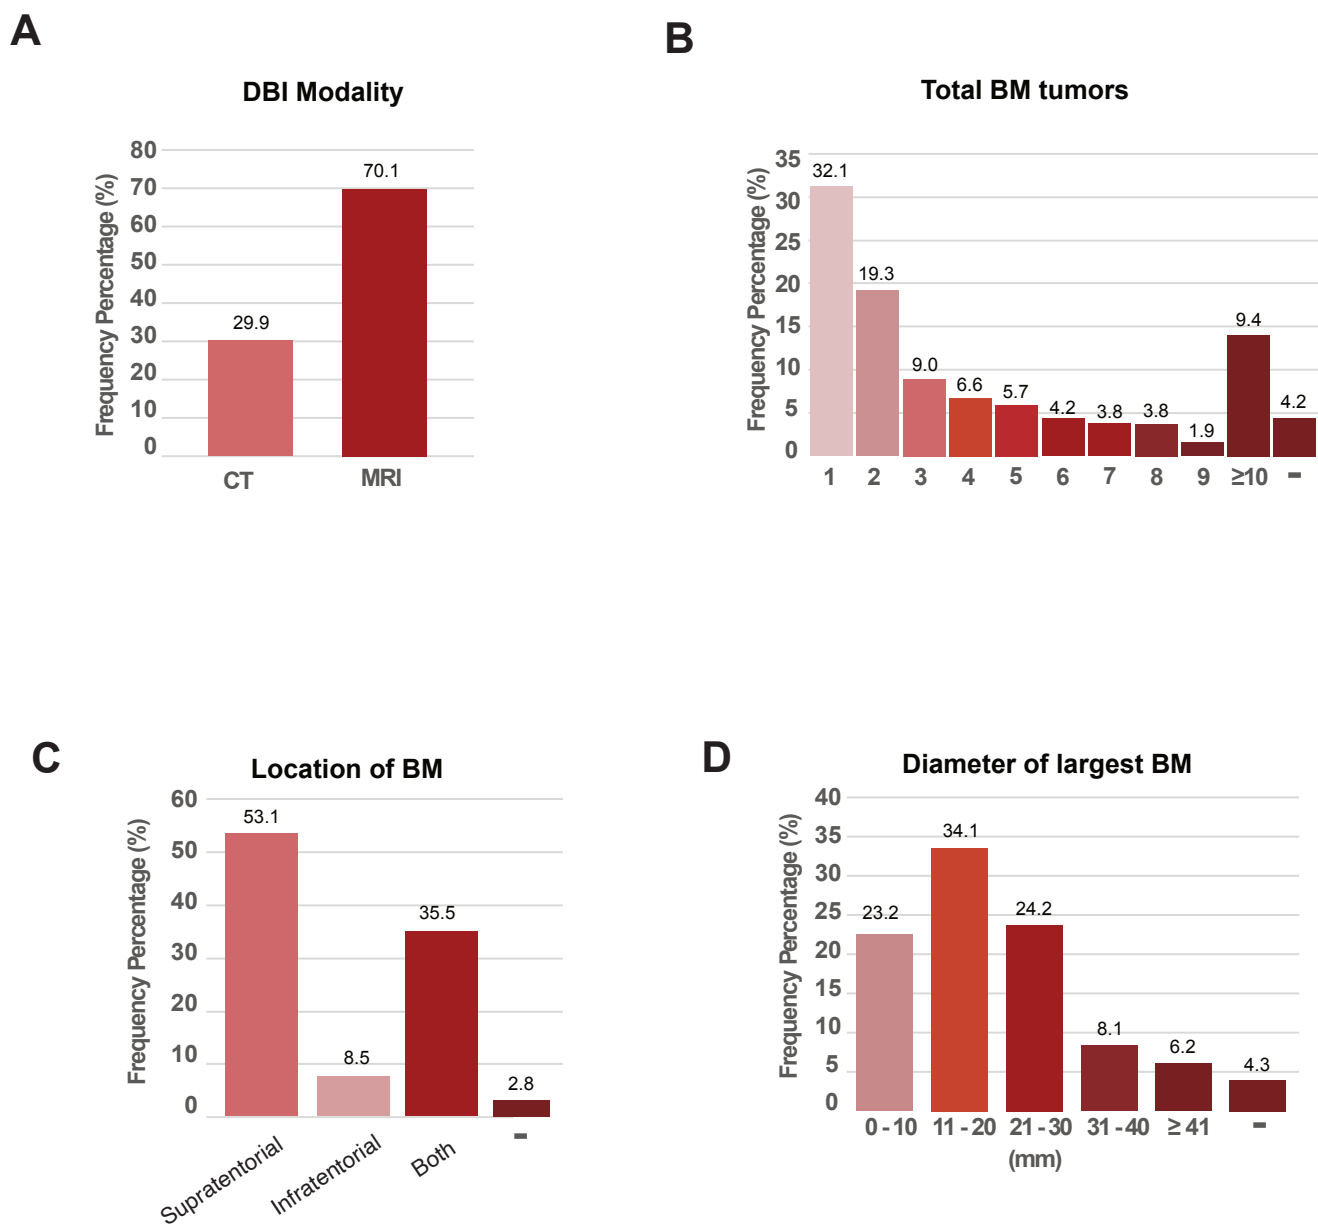 A
DBI Modality
Frequency Percentage (%)
80
70
60
50
40
30
20
10
0
29.9
70.1
CT
MRI
B
Total BM tumors
Frequency Percentage (%)
35
30
25
20
15
10
5
0
32.1
19.3
9.0
6.6
5.7
4.2
3.8
3.8
1.9
9.4
4.2
1 2 3 4 5 6 7 8 9 ≥10 -
C
Location of BM
Frequency Percentage (%)
60
50
40
30
20
10
0
53.1
8.5
35.5
2.8
Supratentorial
Infratentorial
Both
-
D
Diameter of largest BM
Frequency Percentage (%)
40
35
30
25
20
15
10
5
0
23.2
34.1
24.2
8.1
6.2
4.3
0 - 10 11 - 20 21 - 30 31 - 40 ≥ 41 -
(mm)